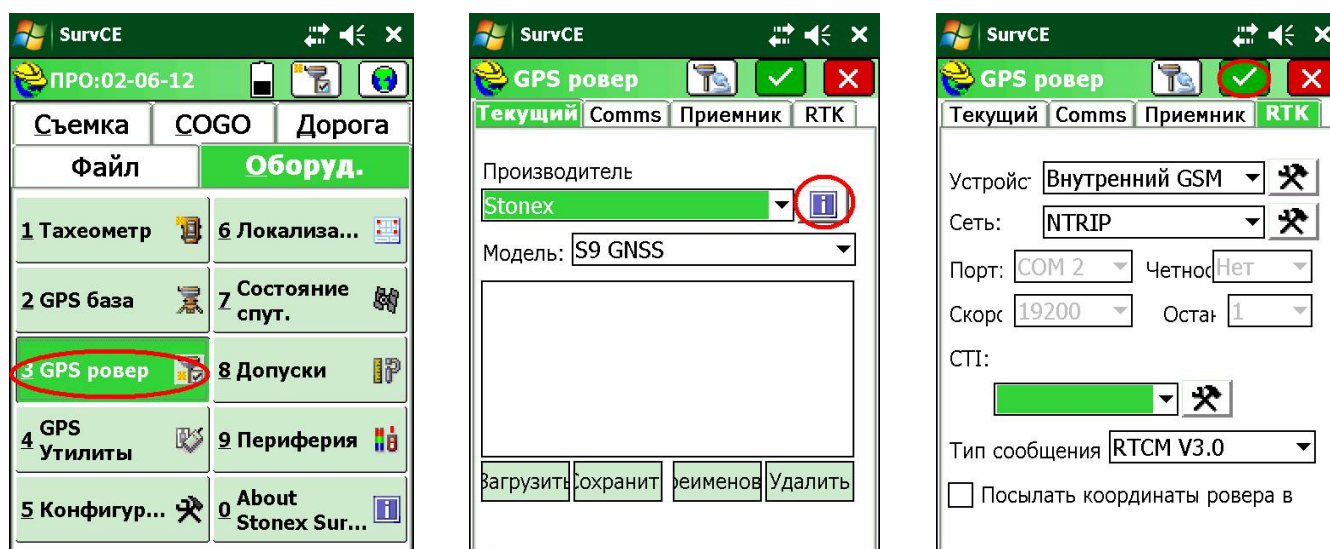 SurvCE
ПРО:02-06-12
Съемка COGO Дорога
Файл Оборуд.
1 Тахеометр 6 Локализа...
2 GPS база 7 Состояние спут.
3 GPS ровер 8 Допуски
4 GPS Утилиты 9 Периферия
5 Конфигур... 0 About Stonex Sur...
SurvCE
GPS ровер
Текущий Comms Приемник RTK
Производитель
Stonex
Модель: S9 GNSS
Загрузить Сохранит реименов Удалить
SurvCE
GPS ровер
Текущий Comms Приемник RTK
Устройс Внутренний GSM
Сеть: NTRIP
Порт: COM 2 Четнос Нет
Скорс 19200 Остан 1
CTI:
Тип сообщения RTCM V3.0
Посылать координаты ровера в